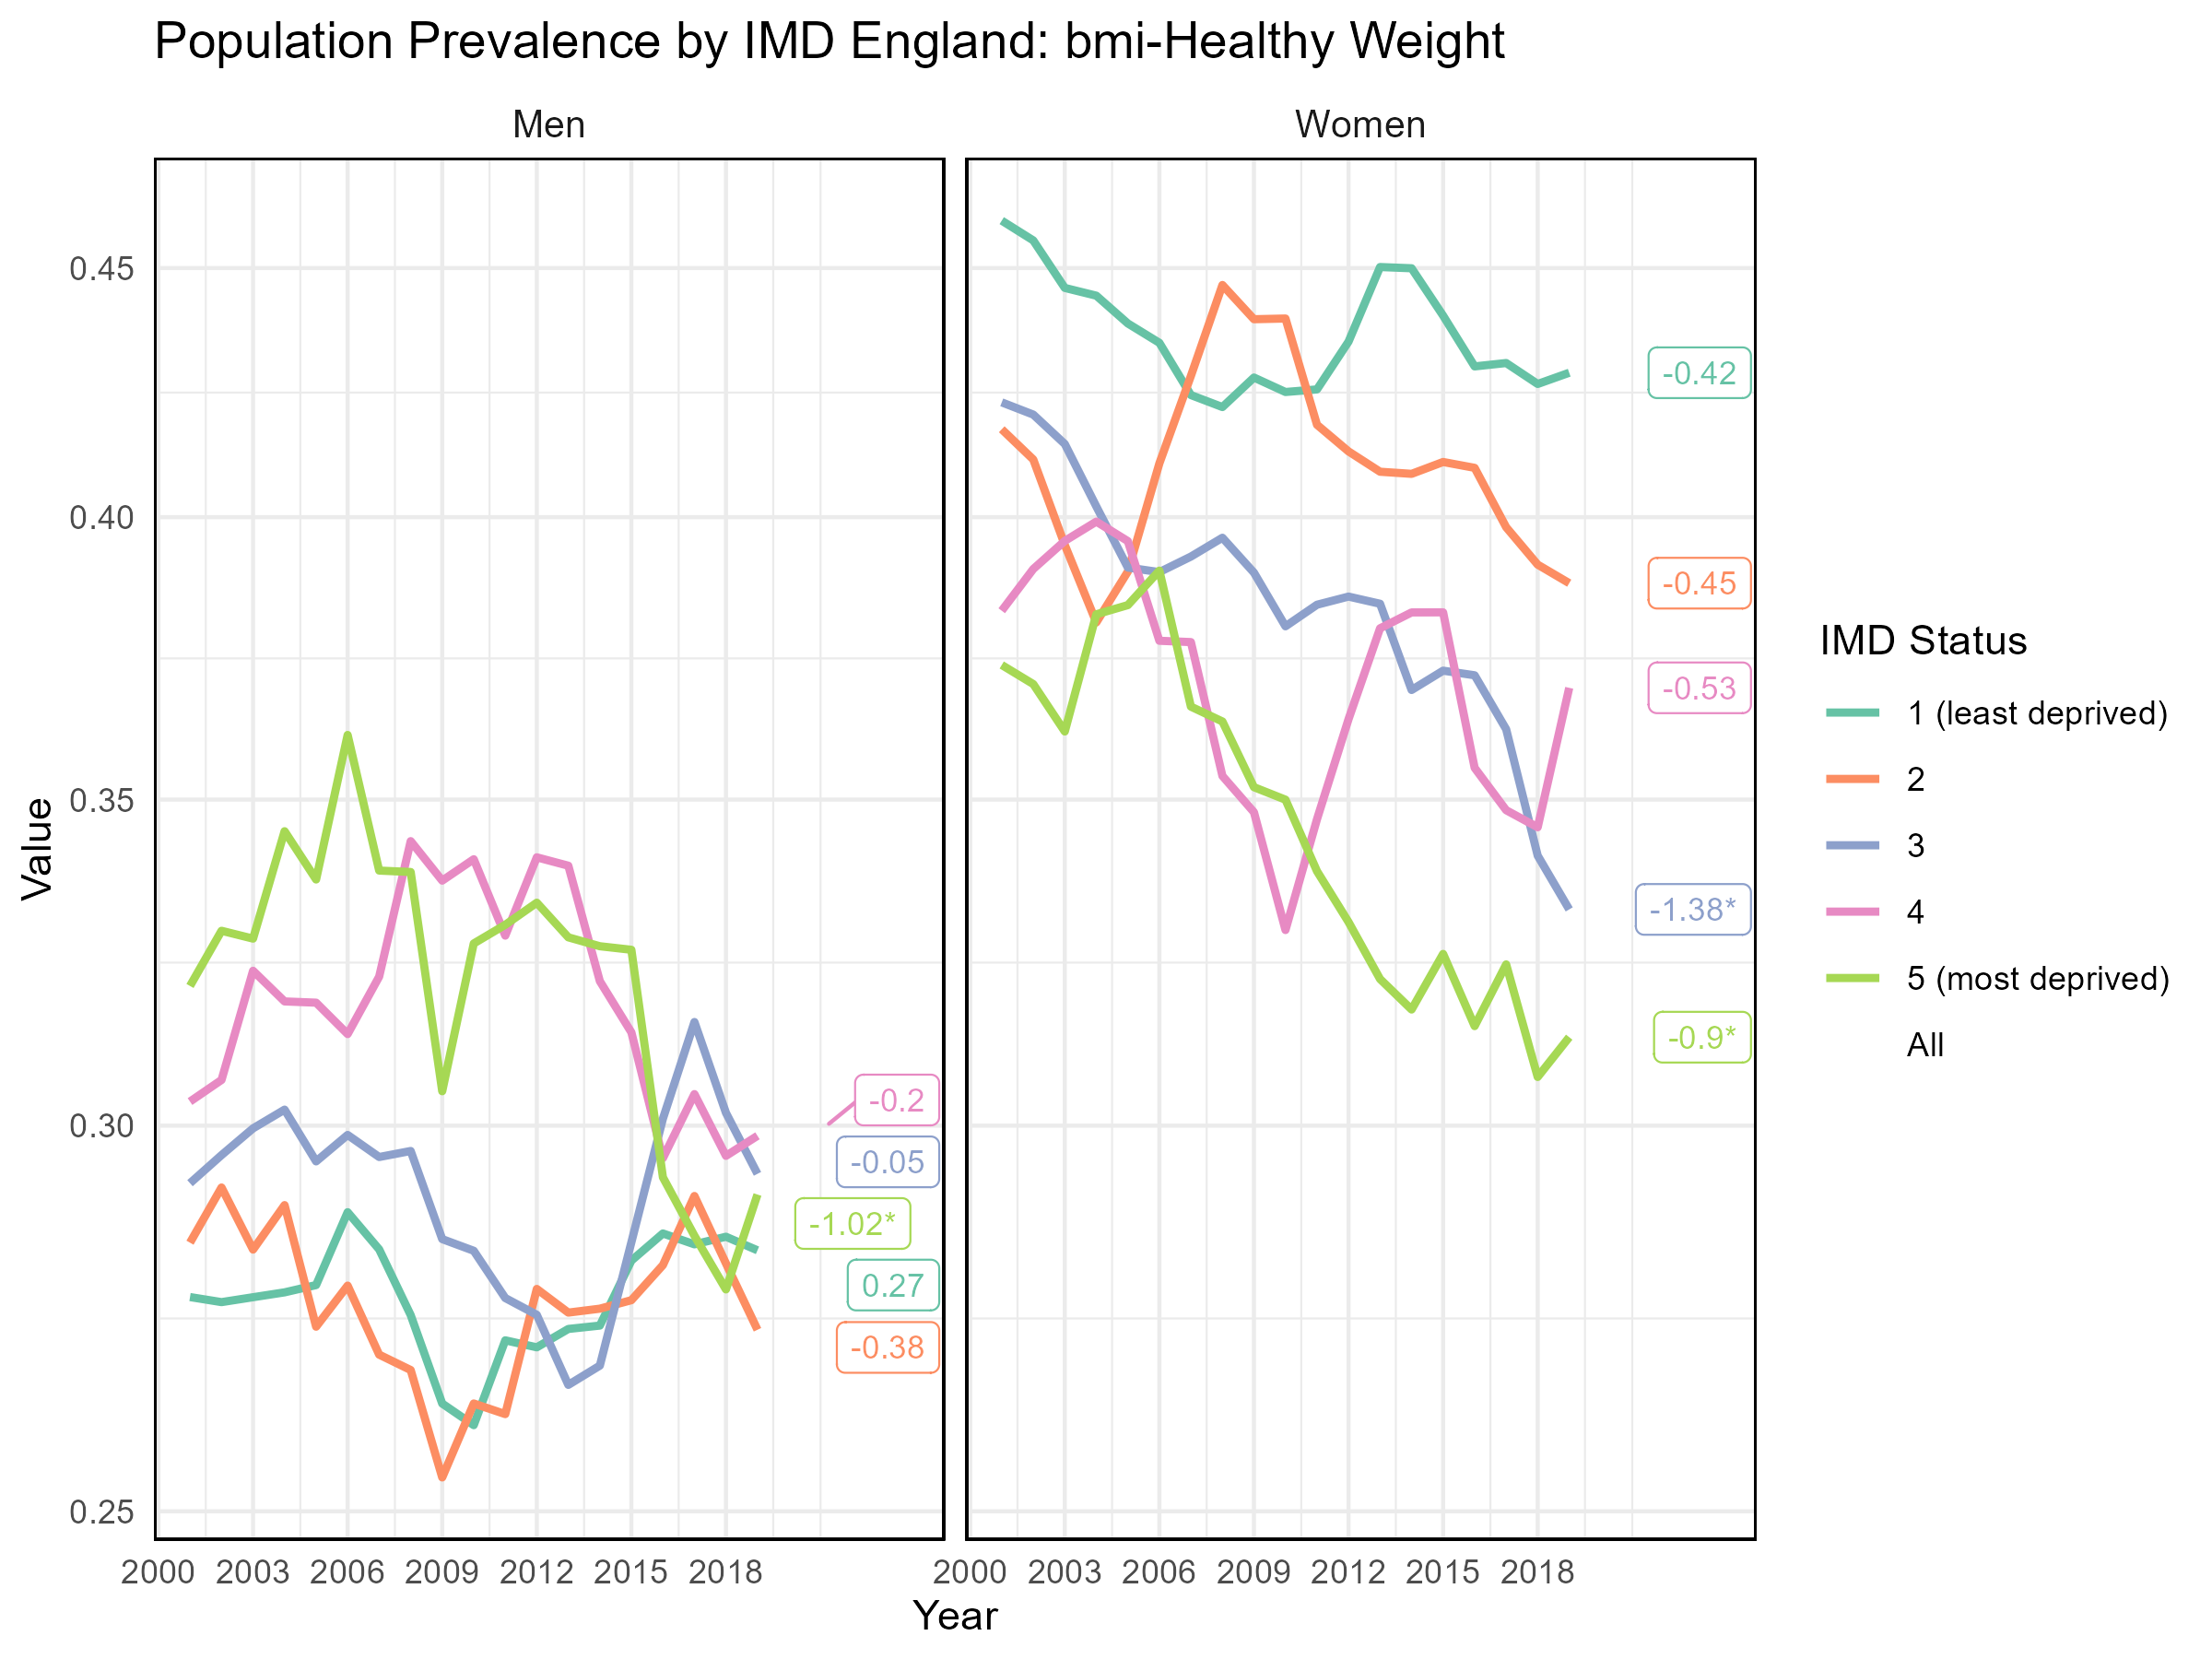 Population Prevalence by IMD England: bmi-Healthy Weight
Men
Women
0.45
0.40
0.35
0.30
0.25
Value
-0.2
-0.05
-1.02*
0.27
-0.38
-0.42
-0.45
-0.53
-1.38*
-0.9*
2000 2003 2006 2009 2012 2015 2018
2000 2003 2006 2009 2012 2015 2018
Year
IMD Status
1 (least deprived)
2
3
4
5 (most deprived)
All